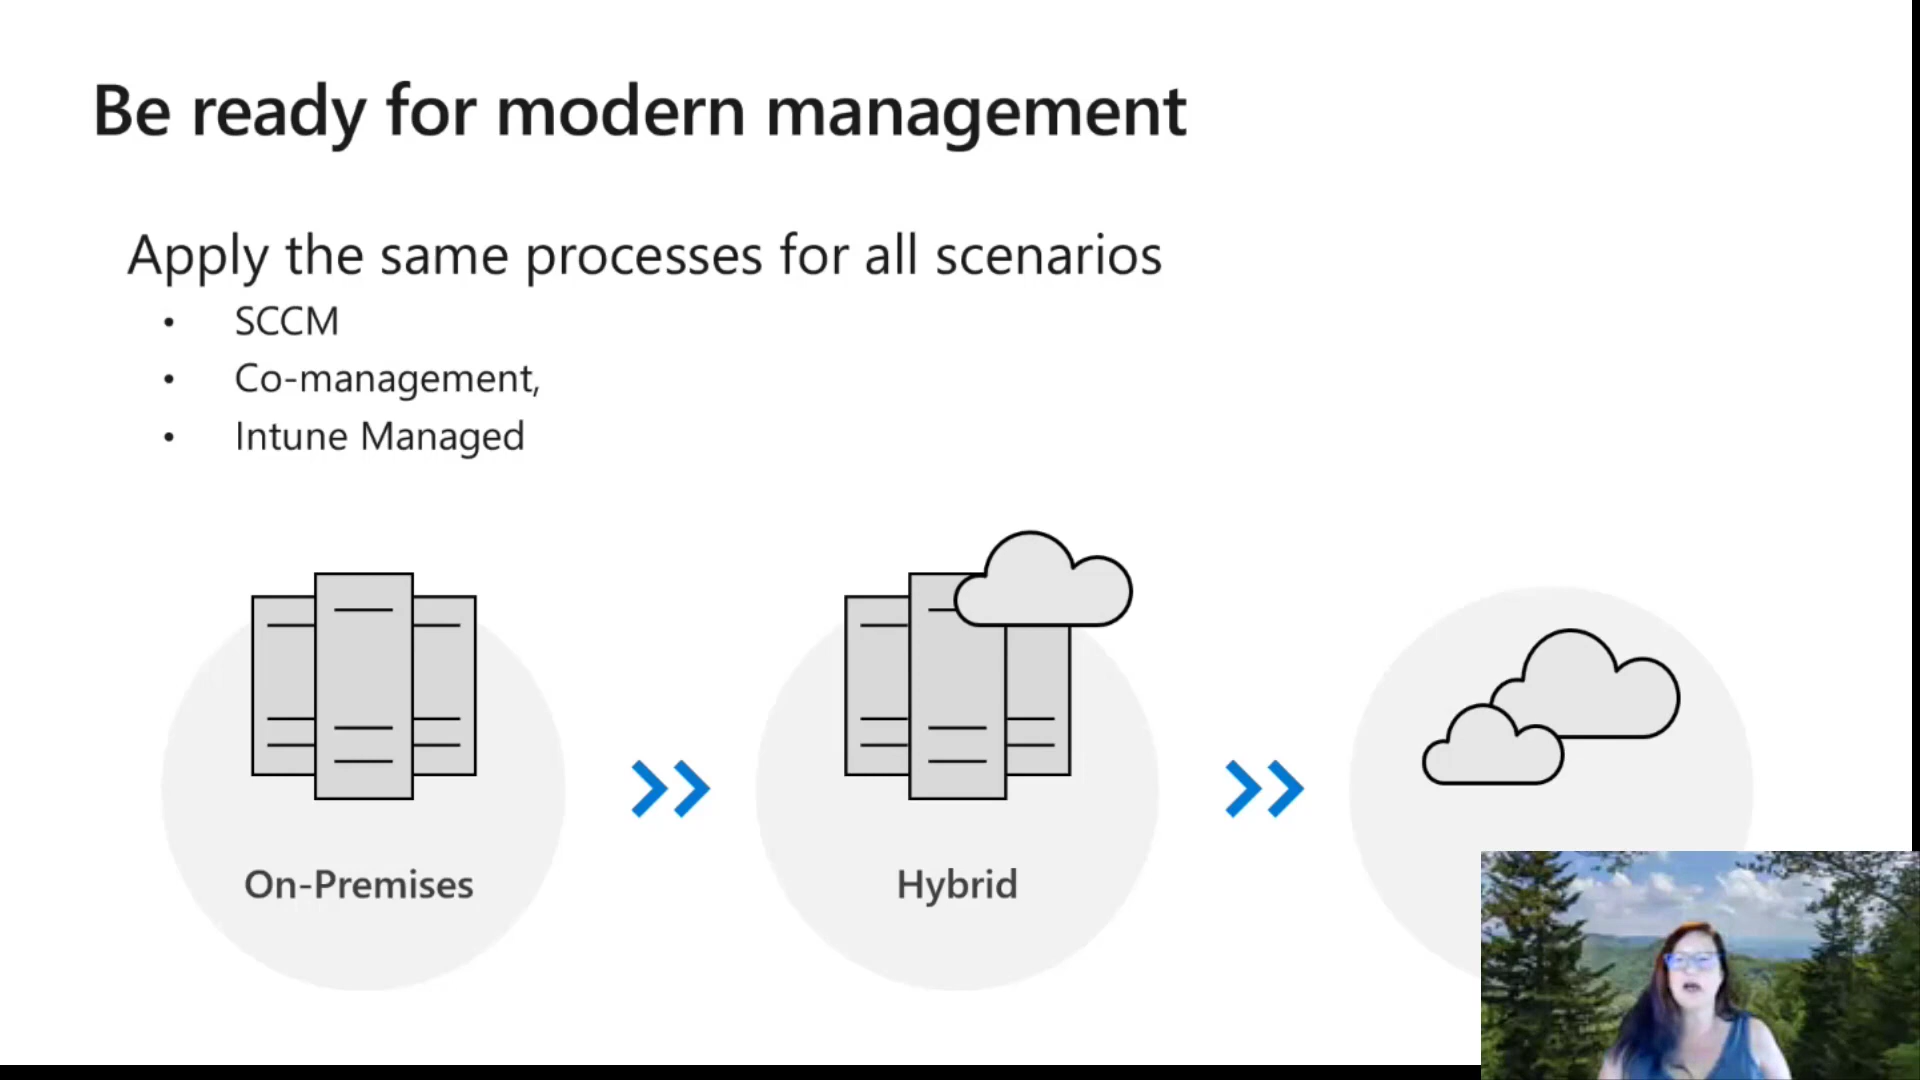 Be ready for modern management
Apply the same processes for all scenarios
• SCCM
• Co-management,
• Intune Managed
On-Premises
Hybrid